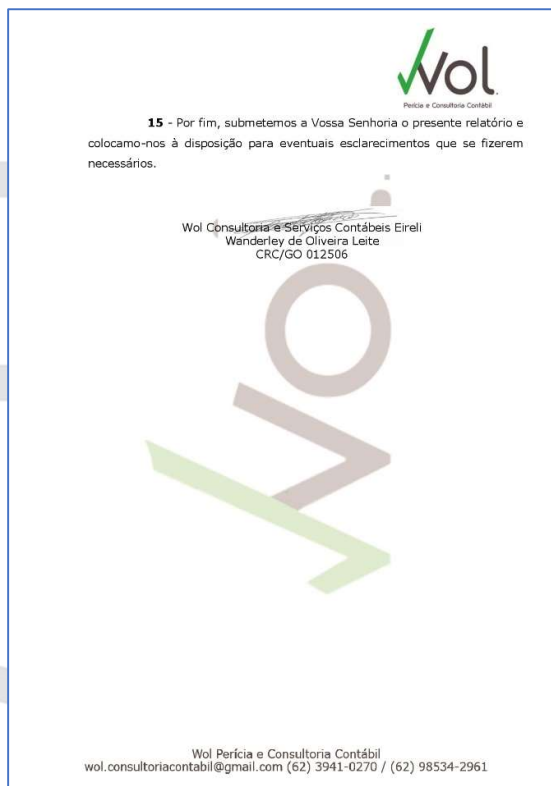 Wol
Perícia e Consultoria Contábil
15 - Por fim, submetemos a Vossa Senhoria o presente relatório e
colocamo-nos à disposição para eventuais esclarecimentos que se fizerem
necessários.
Wol Consultoria e Serviços Contábeis Eireli
Wanderley de Oliveira Leite
CRC/GO 012506
Wol Perícia e Consultoria Contábil
wol.consultoriacontabil@gmail.com (62) 3941-0270 / (62) 98534-2961